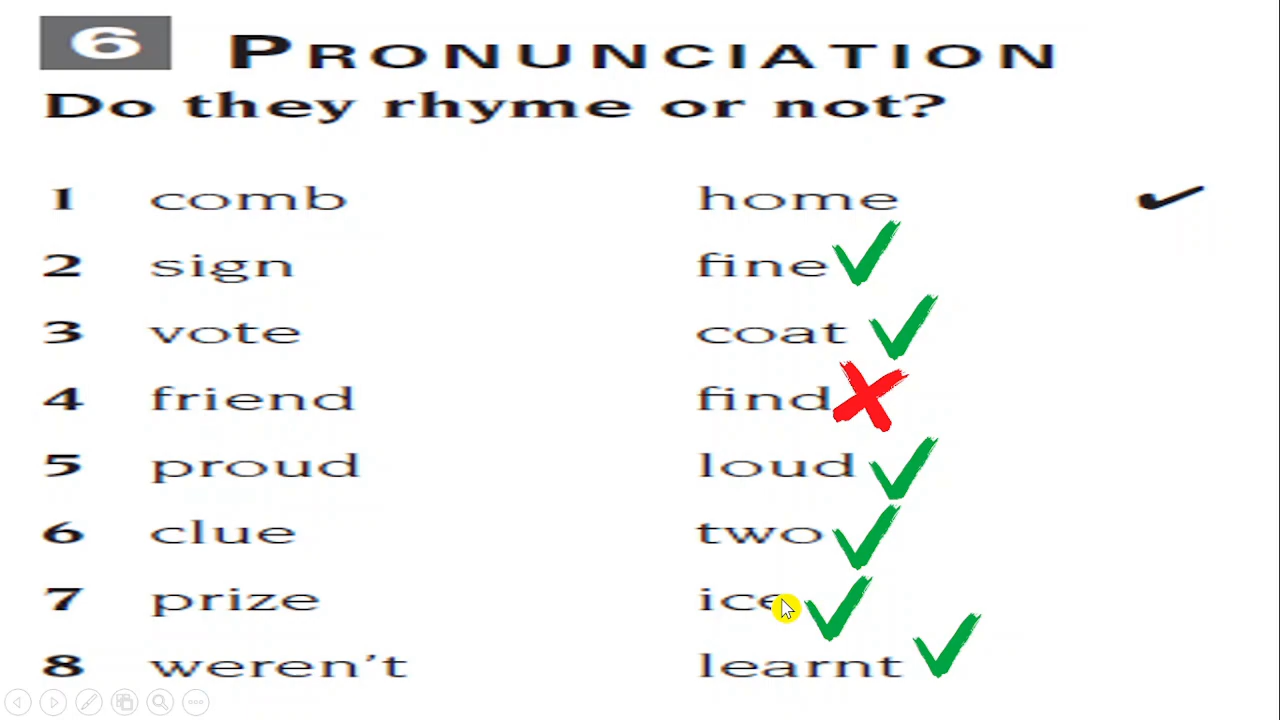 6 PRONUNCIATION
Do they rhyme or not?
1 comb home ✔
2 sign fine ✓
3 vote coat ✓
4 friend find ✗
5 proud loud ✓
6 clue two ✓
7 prize ice ✓
8 weren't learnt ✓